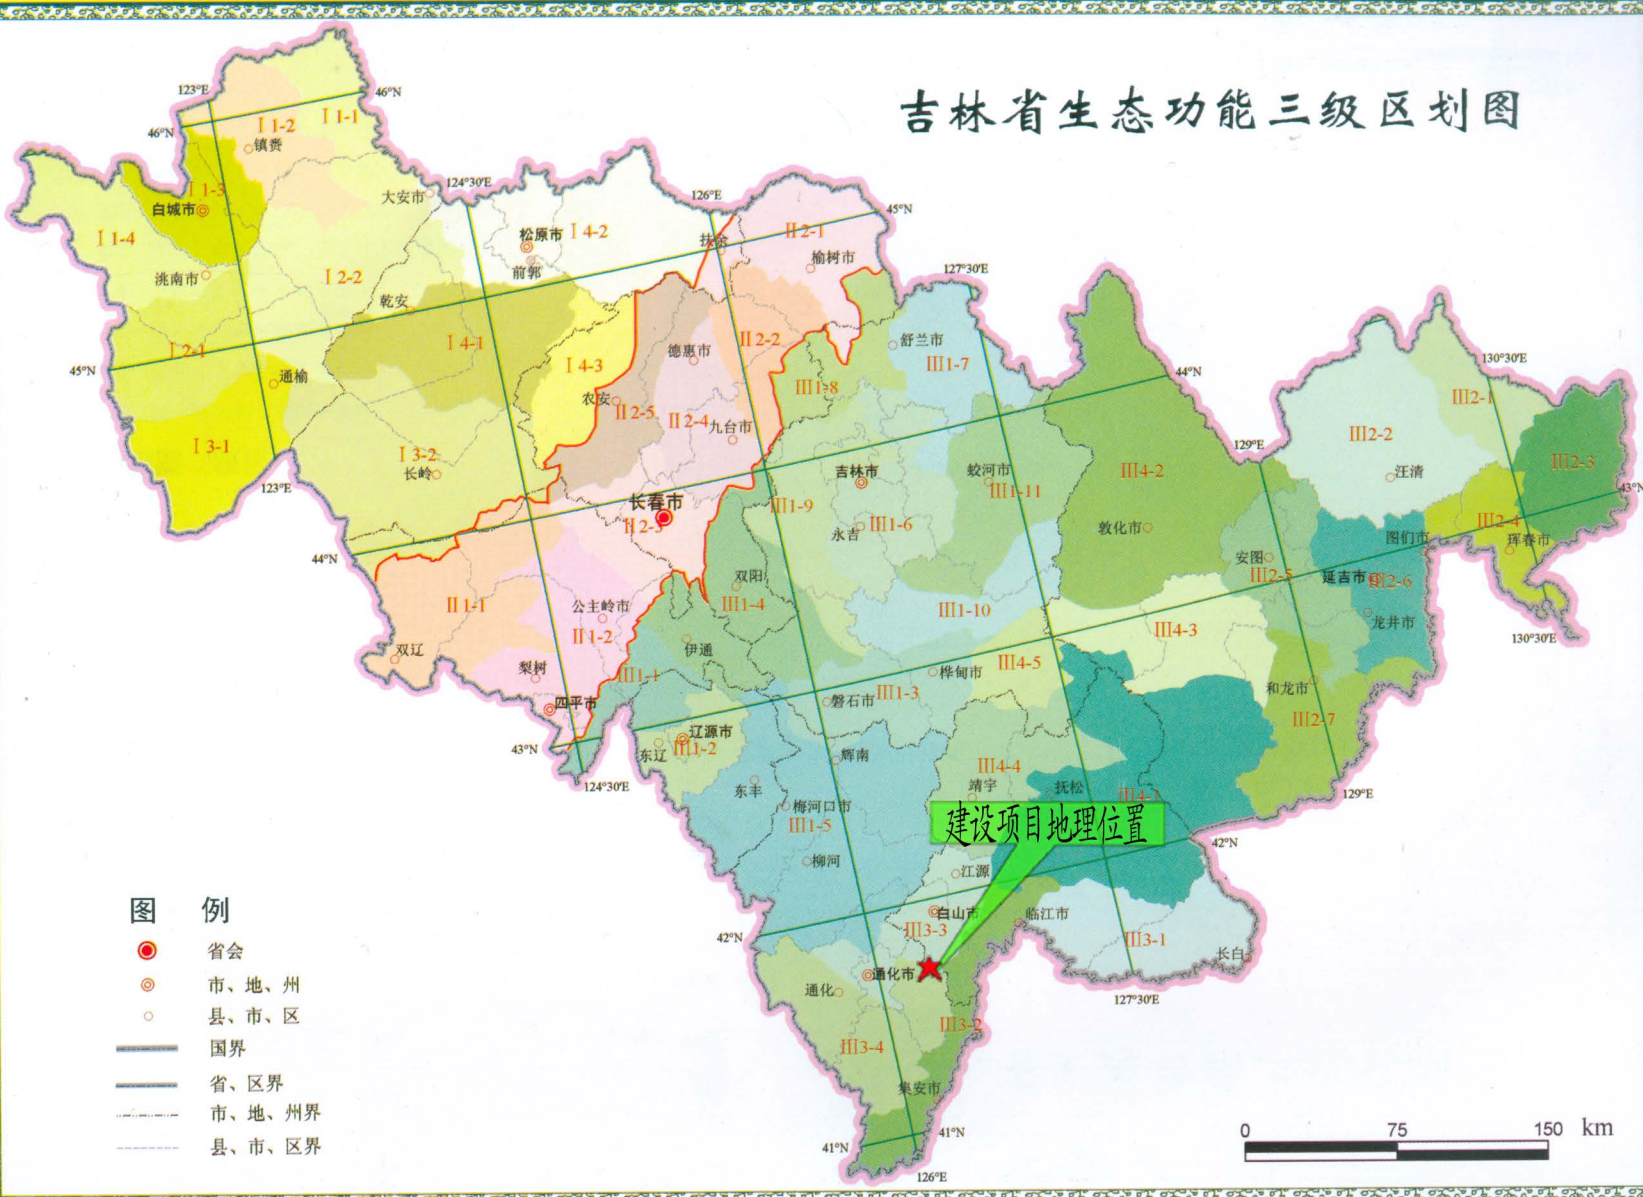 吉林省生态功能三级区划图
123°E
46°N
46°N
Ⅰ1-2
Ⅰ1-1
镇赉
Ⅰ1-3
白城市
大安市
124°30′E
126°E
45°N
Ⅰ1-4
洮南市
Ⅰ2-2
乾安
松原市
Ⅰ4-2
前郭
扶余
Ⅱ2-1
榆树市
127°30′E
Ⅰ2-1
45°N
通榆
Ⅰ4-1
Ⅰ4-3
德惠市
Ⅱ2-2
舒兰市
Ⅲ1-7
44°N
130°30′E
农安
Ⅱ2-5
Ⅱ2-4
九台市
Ⅲ1-8
Ⅲ2-1
Ⅰ3-1
Ⅰ3-2
长岭
123°E
129°E
Ⅲ2-2
汪清
Ⅲ2-3
43°N
吉林市
蛟河市
Ⅲ1-11
Ⅲ4-2
敦化市
长春市
Ⅱ2-3
Ⅲ1-9
永吉
Ⅲ1-6
Ⅲ2-4
珲春市
图们市
44°N
安图
Ⅲ2-5
延吉市
Ⅲ2-6
龙井市
130°30′E
双阳
Ⅲ1-4
Ⅱ1-1
公主岭市
Ⅱ1-2
Ⅲ1-10
Ⅲ4-3
双辽
梨树
伊通
Ⅲ1-1
四平市
桦甸市
Ⅲ4-5
磐石市
Ⅲ1-3
和龙市
Ⅲ2-7
43°N
辽源市
东辽
Ⅲ1-2
辉南
124°30′E
东丰
梅河口市
Ⅲ1-5
Ⅲ4-4
靖宇
抚松
Ⅲ4-1
129°E
建设项目地理位置
42°N
柳河
江源
42°N
白山市
Ⅲ3-3
临江市
Ⅲ3-1
长白
通化市
通化
127°30′E
Ⅲ3-2
Ⅲ3-4
集安市
41°N
41°N
126°E
图 例
省会
市、地、州
县、市、区
国界
省、区界
市、地、州界
县、市、区界
0 75 150 km